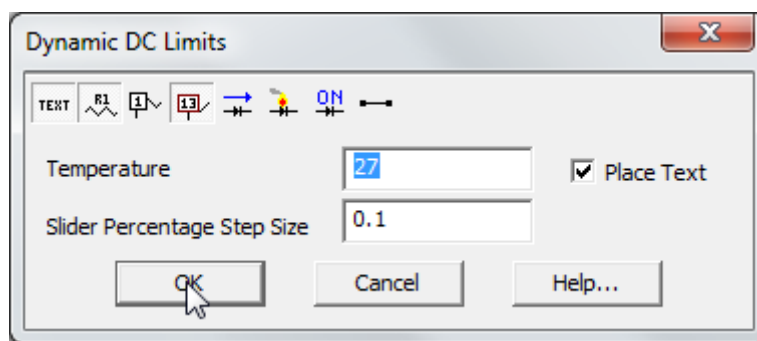 Dynamic DC Limits
TEXT R1 1 13 ON
Temperature 27 Place Text
Slider Percentage Step Size 0.1
OK Cancel Help...